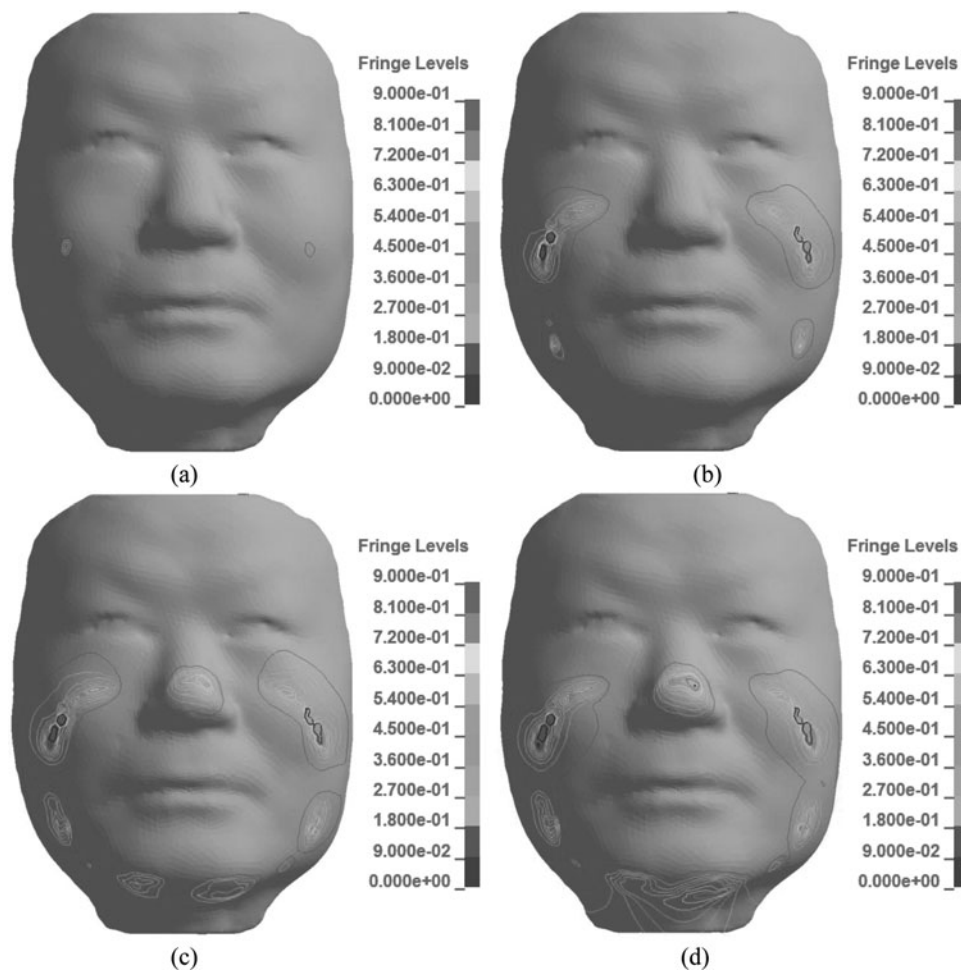 Fringe Levels
9.000e-01
8.100e-01
7.200e-01
6.300e-01
5.400e-01
4.500e-01
3.600e-01
2.700e-01
1.800e-01
9.000e-02
0.000e+00
(a)
Fringe Levels
9.000e-01
8.100e-01
7.200e-01
6.300e-01
5.400e-01
4.500e-01
3.600e-01
2.700e-01
1.800e-01
9.000e-02
0.000e+00
(b)
Fringe Levels
9.000e-01
8.100e-01
7.200e-01
6.300e-01
5.400e-01
4.500e-01
3.600e-01
2.700e-01
1.800e-01
9.000e-02
0.000e+00
(c)
Fringe Levels
9.000e-01
8.100e-01
7.200e-01
6.300e-01
5.400e-01
4.500e-01
3.600e-01
2.700e-01
1.800e-01
9.000e-02
0.000e+00
(d)